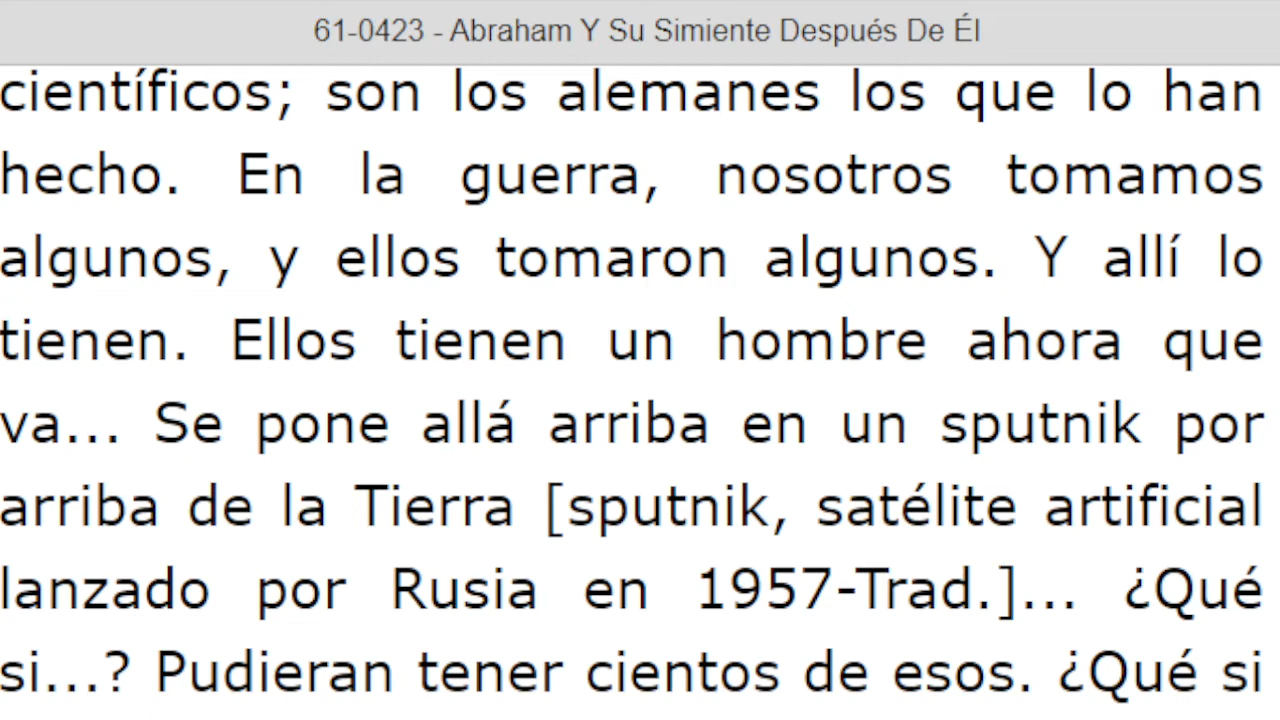 61-0423 - Abraham Y Su Simiente Después De Él
científicos; son los alemanes los que lo han
hecho. En la guerra, nosotros tomamos
algunos, y ellos tomaron algunos. Y allí lo
tienen. Ellos tienen un hombre ahora que
va... Se pone allá arriba en un sputnik por
arriba de la Tierra [sputnik, satélite artificial
lanzado por Rusia en 1957-Trad.]... ¿Qué
si...? Pudieran tener cientos de esos. ¿Qué si